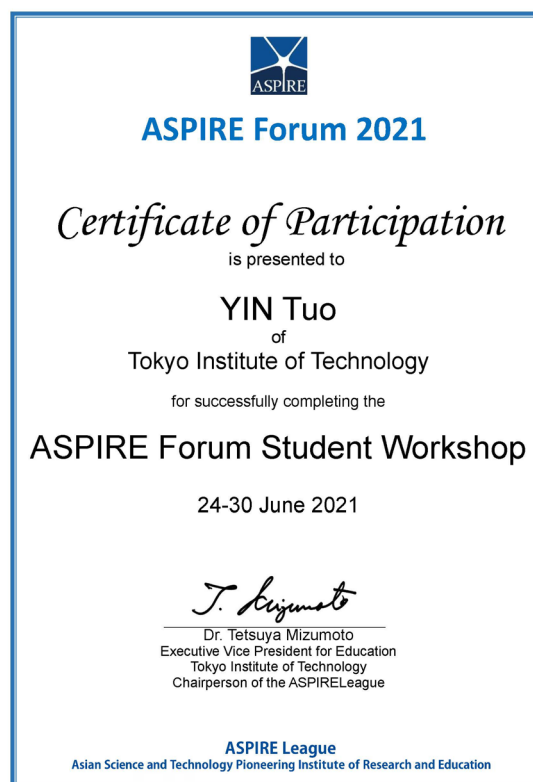 ASPIRE
ASPIRE Forum 2021
Certificate of Participation
is presented to
YIN Tuo
of
Tokyo Institute of Technology
for successfully completing the
ASPIRE Forum Student Workshop
24-30 June 2021
T. Mizumoto
Dr. Tetsuya Mizumoto
Executive Vice President for Education
Tokyo Institute of Technology
Chairperson of the ASPIRELeague
ASPIRE League
Asian Science and Technology Pioneering Institute of Research and Education